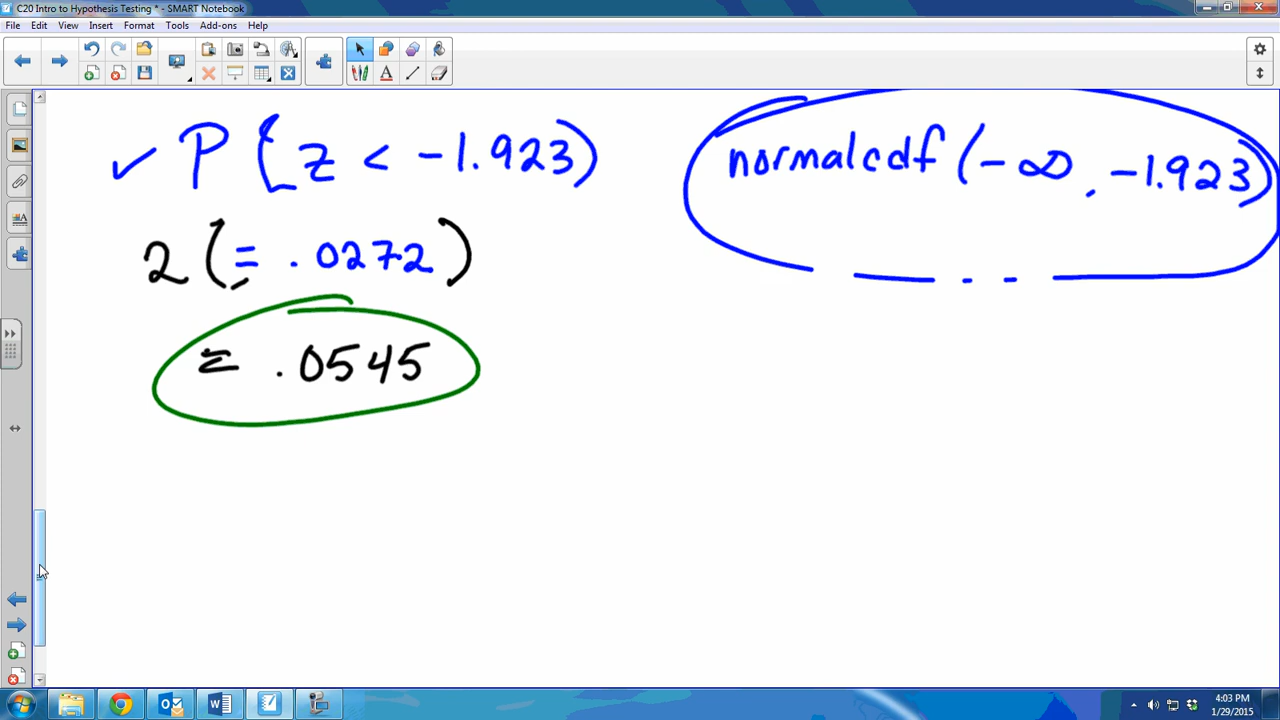 C20 Intro to Hypothesis Testing * - SMART Notebook
File Edit View Insert Format Tools Add-ons Help
✓ P(z < -1.923)
normalcdf(-∞, -1.923)
2(= .0272)
= .0545
4:03 PM
1/29/2015